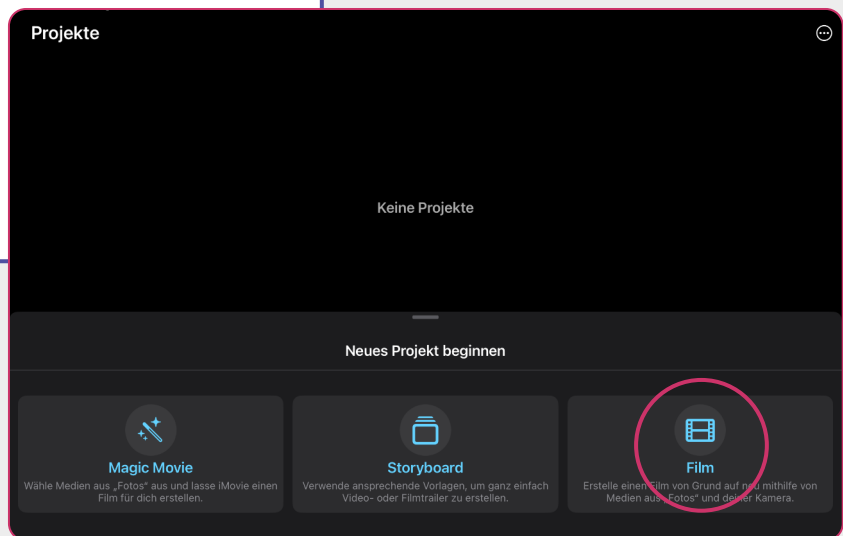 Projekte
Keine Projekte
Neues Projekt beginnen
Magic Movie
Wähle Medien aus „Fotos“ aus und lasse iMovie einen
Film für dich erstellen.
Storyboard
Verwende ansprechende Vorlagen, um ganz einfach
Video- oder Filmtrailer zu erstellen.
Film
Erstelle einen Film von Grund auf neu mithilfe von
Medien aus „Fotos“ und deiner Kamera.